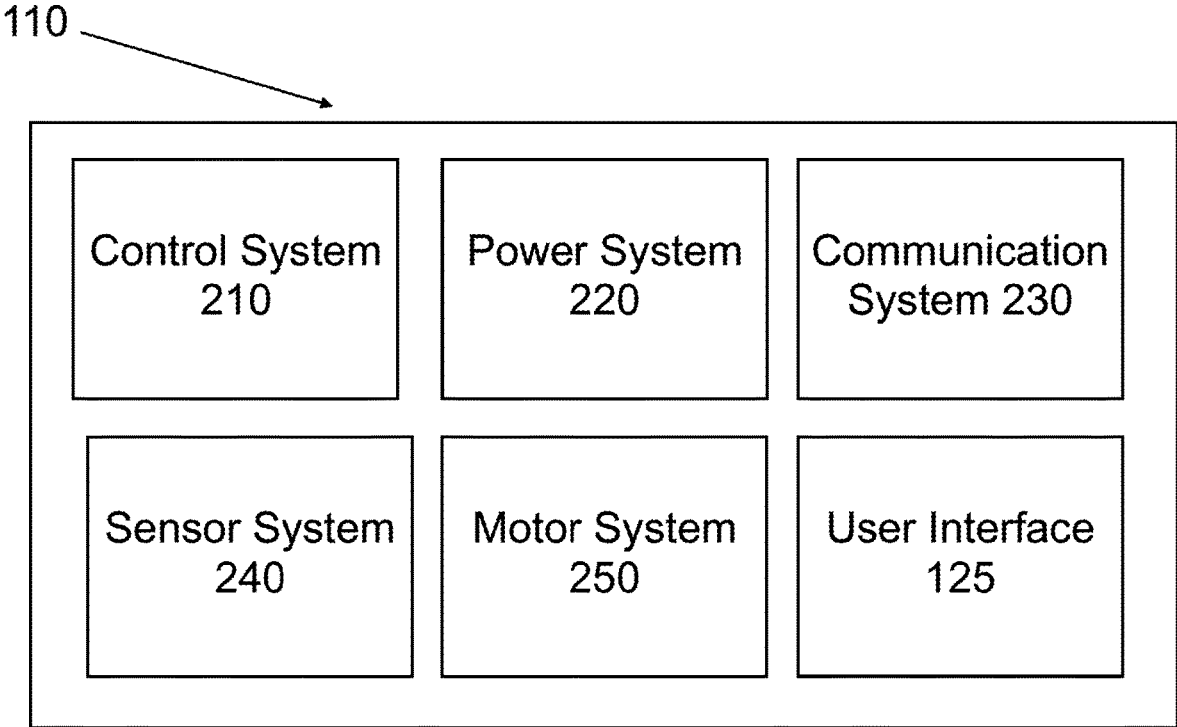 110
Control System
210
Power System
220
Communication
System 230
Sensor System
240
Motor System
250
User Interface
125